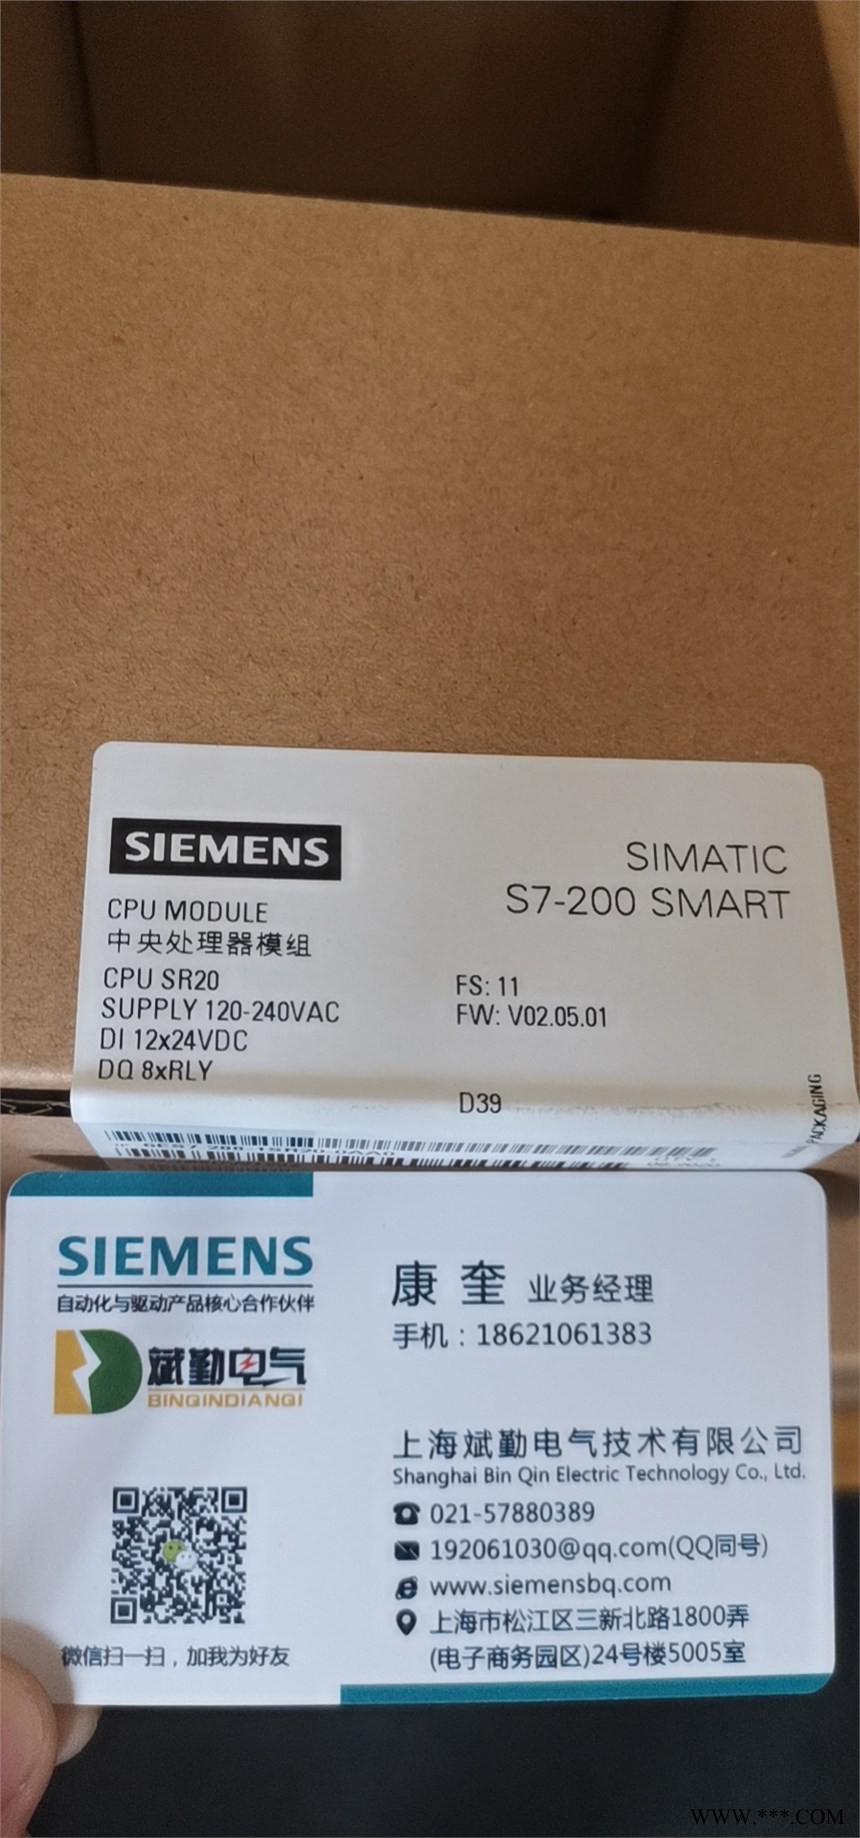 SIEMENS
SIMATIC
S7-200 SMART
CPU MODULE
中央处理器模组
CPU SR20
SUPPLY 120-240VAC
DI 12x24VDC
DQ 8xRLY
FS: 11
FW: V02.05.01
D39
PACKAGING
SIEMENS
自动化与驱动产品核心合作伙伴
斌勤电气
BINQINDIANQI
微信扫一扫，加我为好友
康 奎 业务经理
手机：18621061383
上海斌勤电气技术有限公司
Shanghai Bin Qin Electric Technology Co., Ltd.
021-57880389
192061030@qq.com(QQ同号)
www.siemensbq.com
上海市松江区三新北路1800弄
(电子商务园区)24号楼5005室
WWW.***.COM